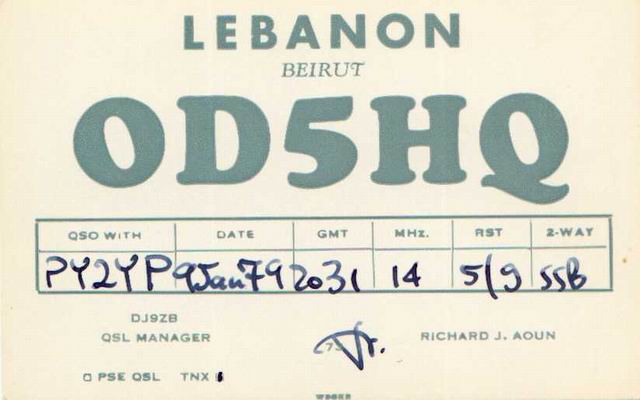 LEBANON
BEIRUT
OD5HQ
QSO WITH DATE GMT MHZ. RST 2-WAY
PY2YP 9Jan79 2031 14 5/9 SSB
DJ9ZB
QSL MANAGER
RICHARD J. AOUN
PSE QSL TNX